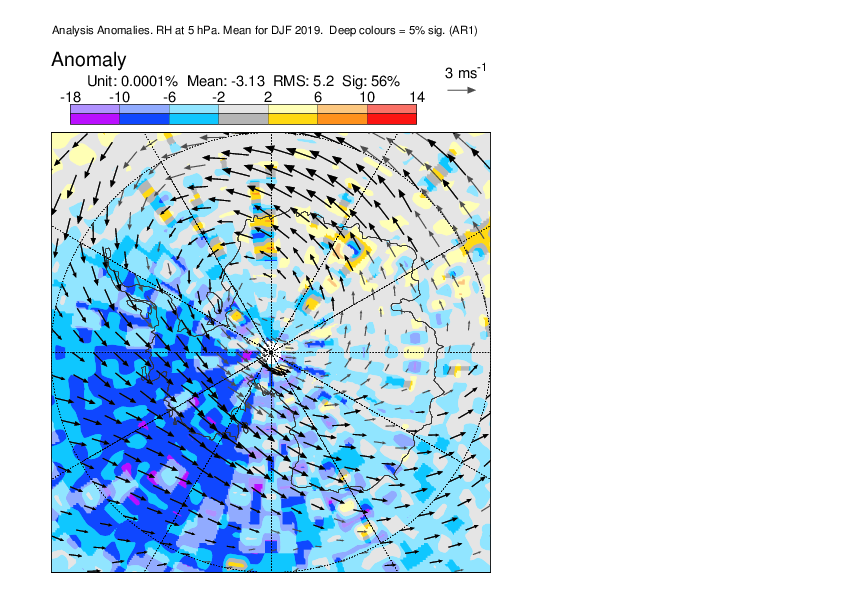 Analysis Anomalies. RH at 5 hPa. Mean for DJF 2019. Deep colours = 5% sig. (AR1)
Anomaly
3 ms-1
Unit: 0.0001% Mean: -3.13 RMS: 5.2 Sig: 56%
-18 -10 -6 -2 2 6 10 14